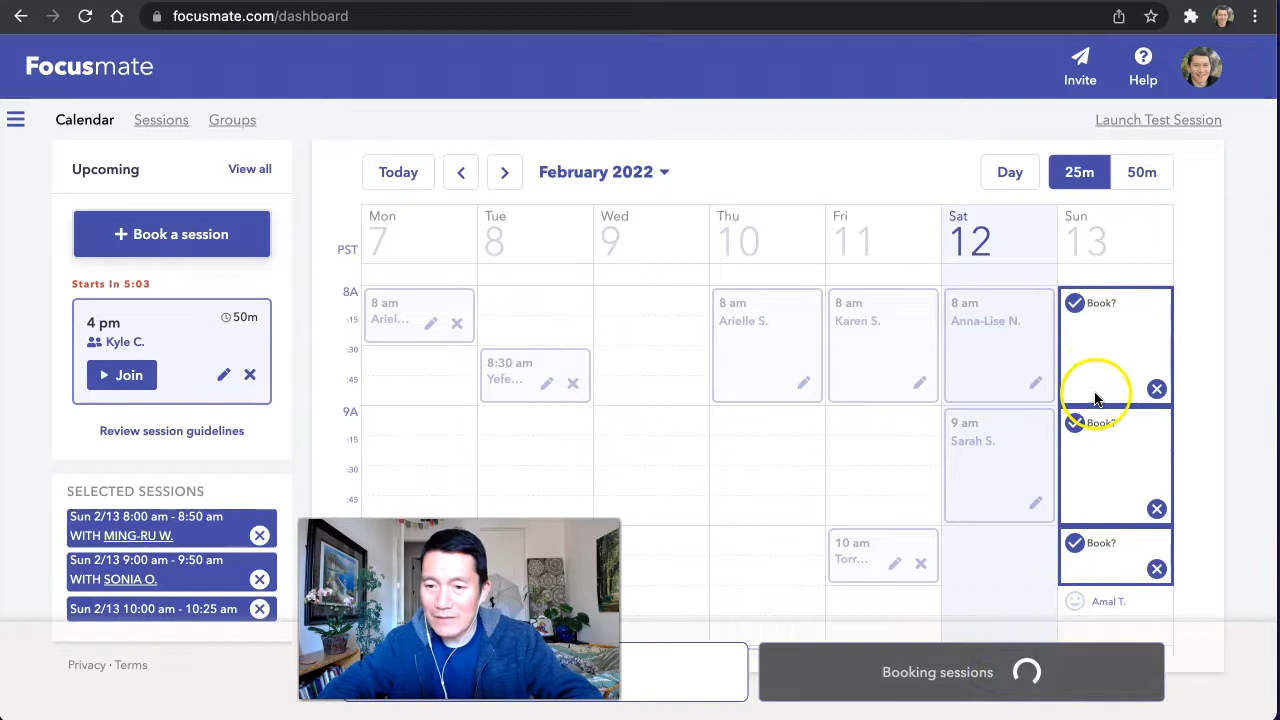 focusmate.com/dashboard
Focusmate
Invite
Help
Calendar
Sessions
Groups
Launch Test Session
Upcoming
View all
+ Book a session
Starts In 5:03
4 pm
50m
Kyle C.
Join
Review session guidelines
SELECTED SESSIONS
Sun 2/13 8:00 am - 8:50 am
WITH MING-RU W.
Sun 2/13 9:00 am - 9:50 am
WITH SONIA O.
Sun 2/13 10:00 am - 10:25 am
Privacy · Terms
Today
February 2022
Day
25m
50m
PST
Mon
7
Tue
8
Wed
9
Thu
10
Fri
11
Sat
12
Sun
13
8A
:15
:30
:45
9A
:15
:30
:45
8 am
Ariel...
8:30 am
Yefe...
8 am
Arielle S.
8 am
Karen S.
10 am
Torr...
8 am
Anna-Lise N.
9 am
Sarah S.
Book?
Book?
Book?
Amal T.
Booking sessions